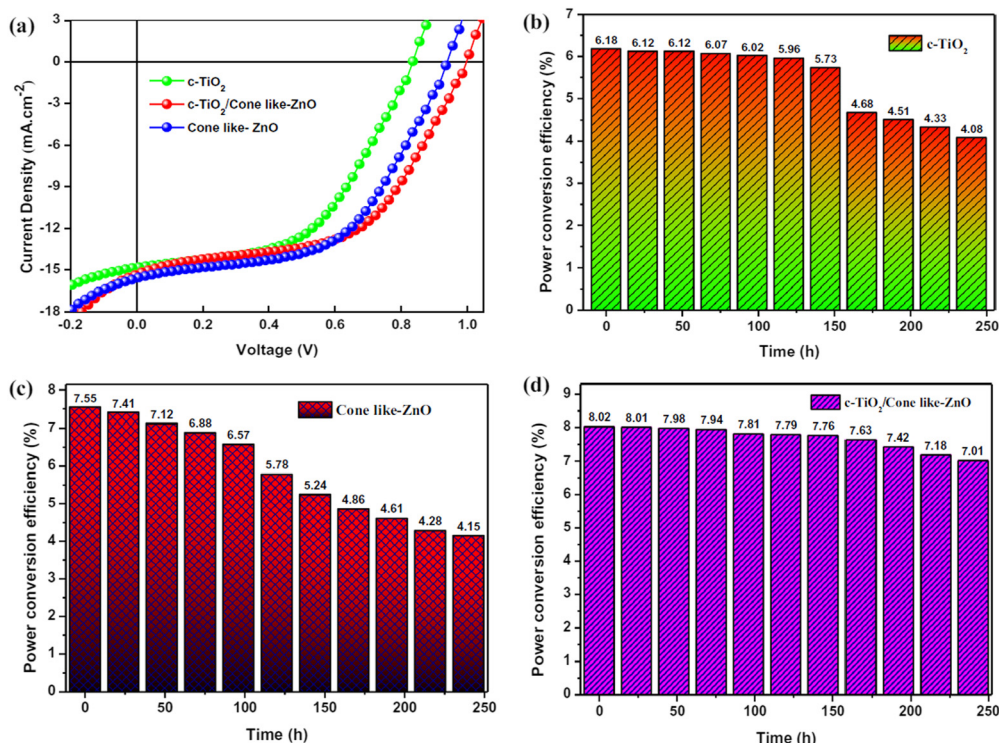 (a)
3
0
-3
-6
-9
-12
-15
-18
-0.2 0.0 0.2 0.4 0.6 0.8 1.0
Current Density (mA.cm-2)
Voltage (V)
c-TiO2
c-TiO2/Cone like-ZnO
Cone like- ZnO
(b)
7
6
5
4
3
2
1
0
0 50 100 150 200 250
Power conversion efficiency (%)
Time (h)
c-TiO2
6.18 6.12 6.12 6.07 6.02 5.96 5.73 4.68 4.51 4.33 4.08
(c)
8
7
6
5
4
3
2
1
0
0 50 100 150 200 250
Power conversion efficiency (%)
Time (h)
Cone like-ZnO
7.55 7.41 7.12 6.88 6.57 5.78 5.24 4.86 4.61 4.28 4.15
(d)
9
8
7
6
5
4
3
2
1
0
0 50 100 150 200 250
Power conversion efficiency (%)
Time (h)
c-TiO2/Cone like-ZnO
8.02 8.01 7.98 7.94 7.81 7.79 7.76 7.63 7.42 7.18 7.01